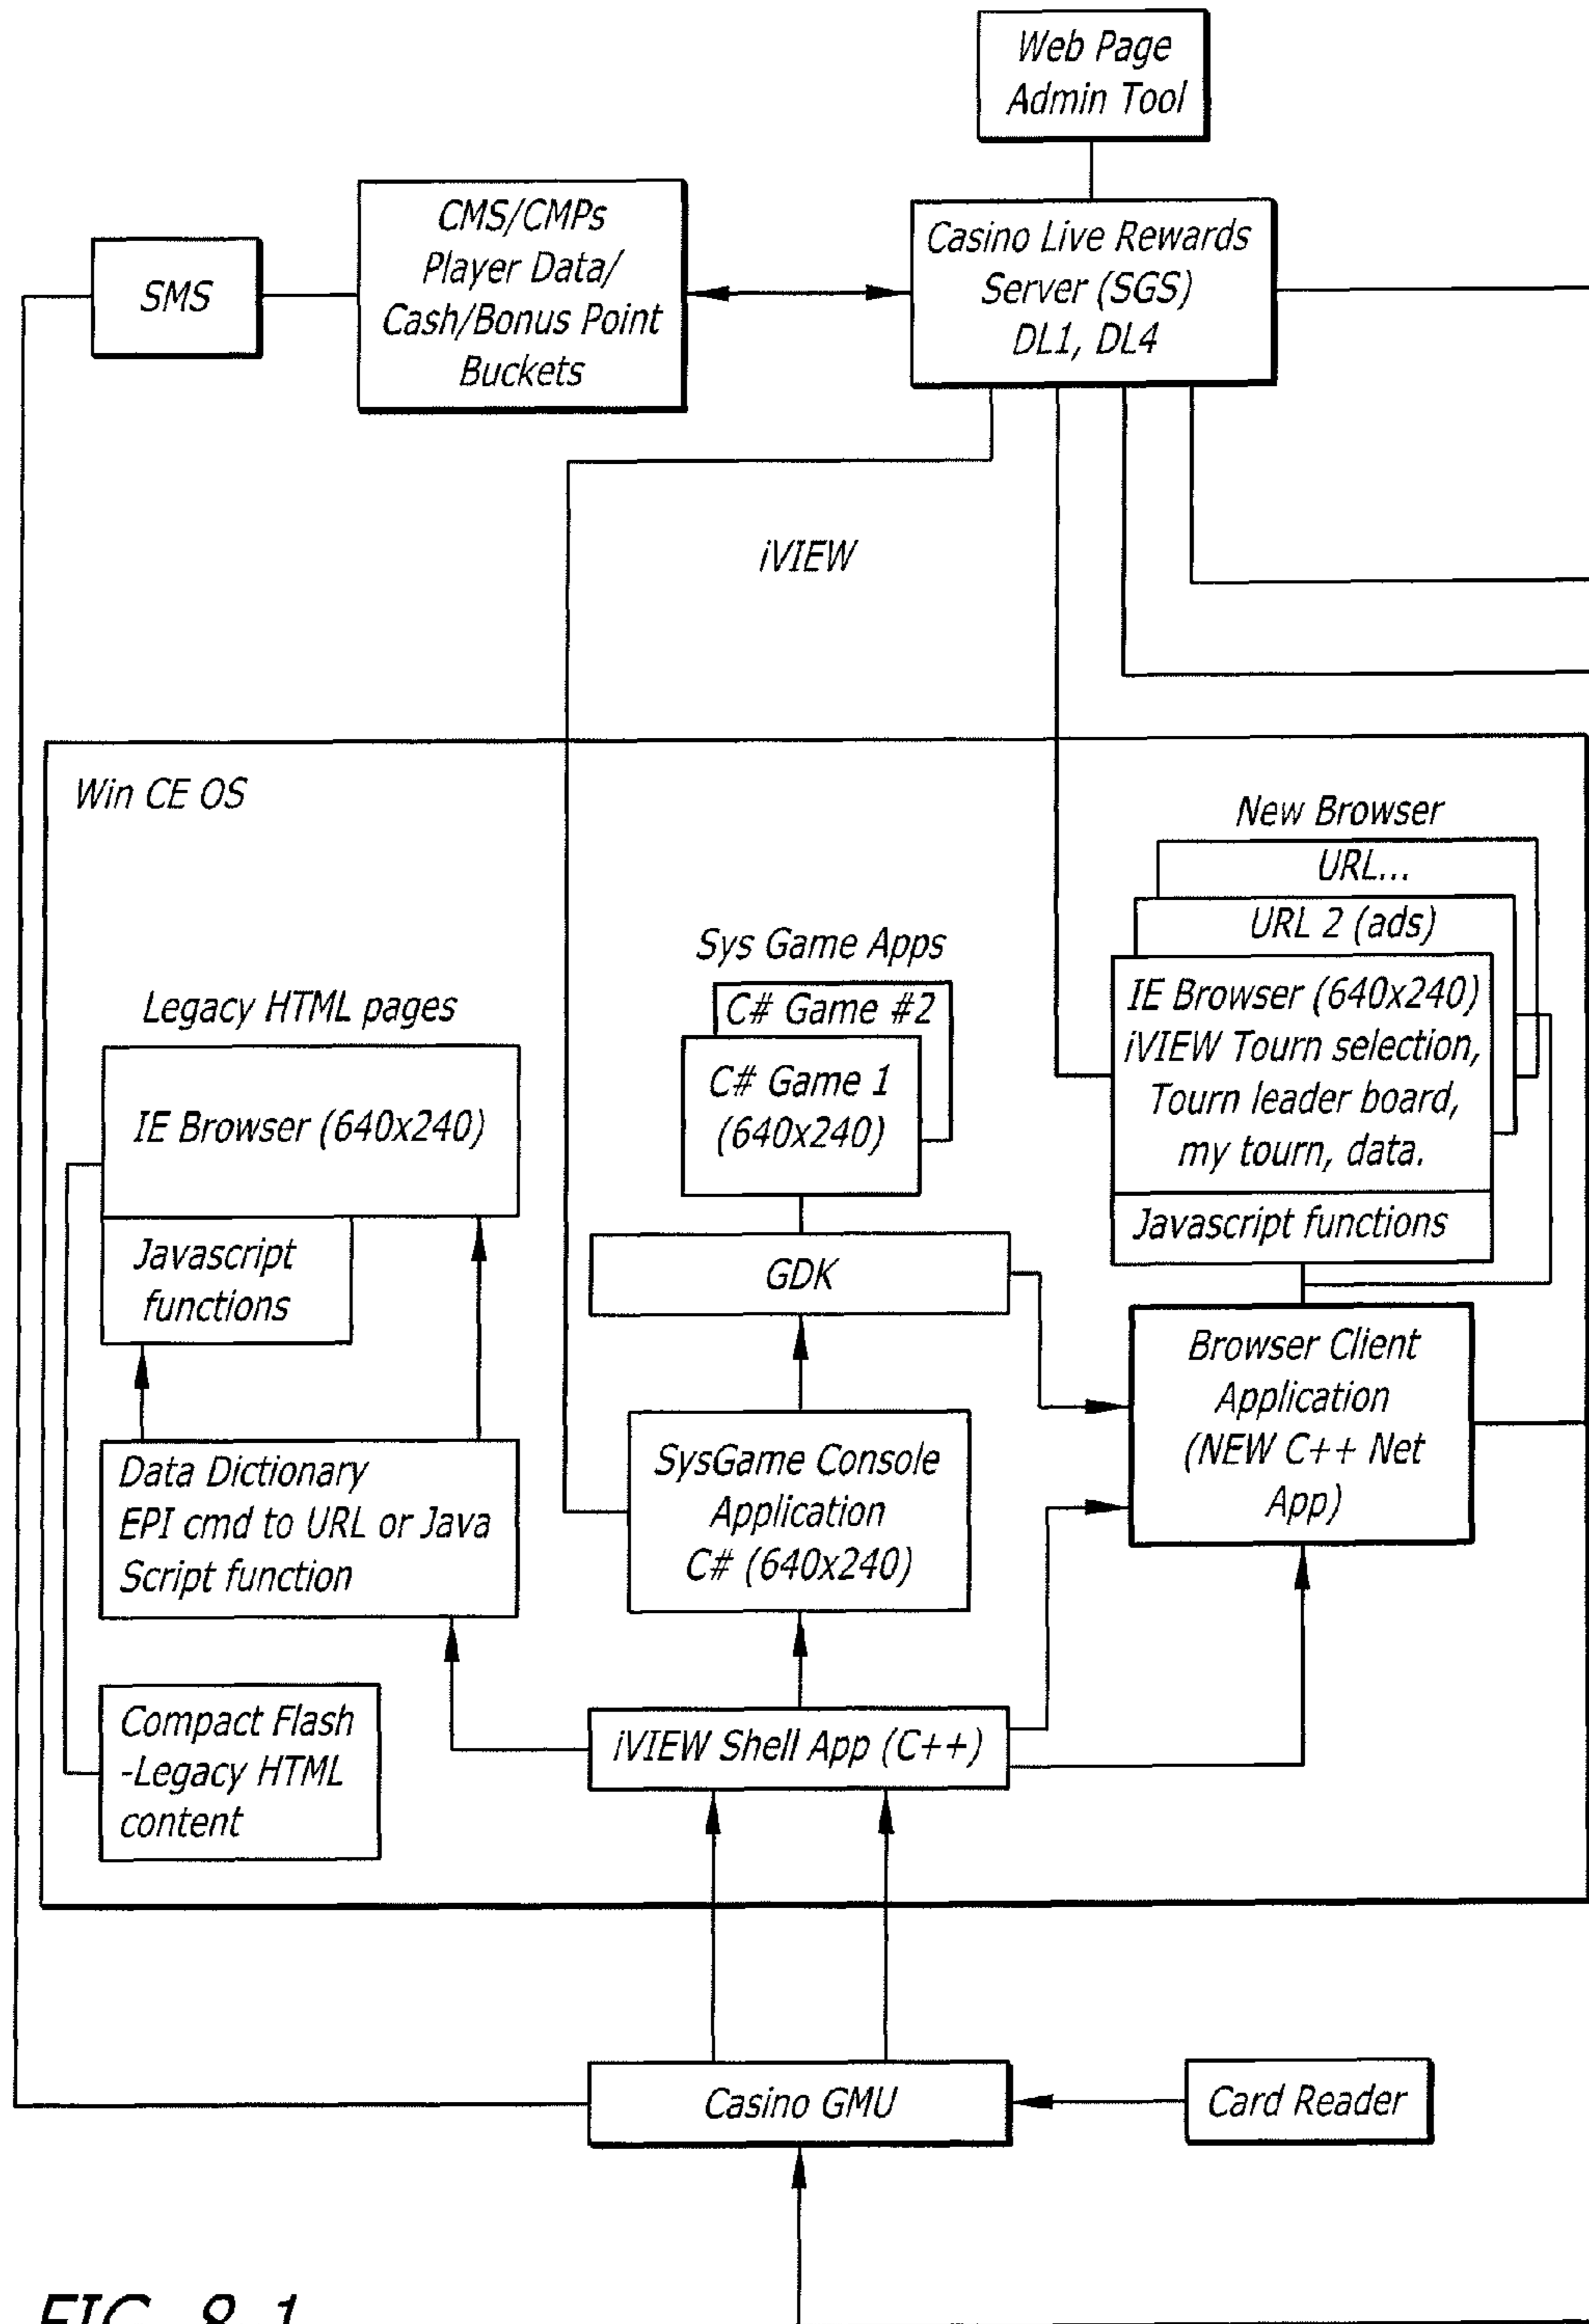 Web Page
Admin Tool
CMS/CMPs
Player Data/
Cash/Bonus Point
Buckets
Casino Live Rewards
Server (SGS)
DL1, DL4
SMS
iVIEW
Win CE OS
New Browser
URL...
URL 2 (ads)
IE Browser (640x240)
iVIEW Tourn selection,
Tourn leader board,
my tourn, data.
Javascript functions
Sys Game Apps
C# Game #2
C# Game 1
(640x240)
Legacy HTML pages
IE Browser (640x240)
Javascript
functions
GDK
Browser Client
Application
(NEW C++ Net
App)
Data Dictionary
EPI cmd to URL or Java
Script function
SysGame Console
Application
C# (640x240)
Compact Flash
-Legacy HTML
content
iVIEW Shell App (C++)
Casino GMU
Card Reader
FIG. 8-1